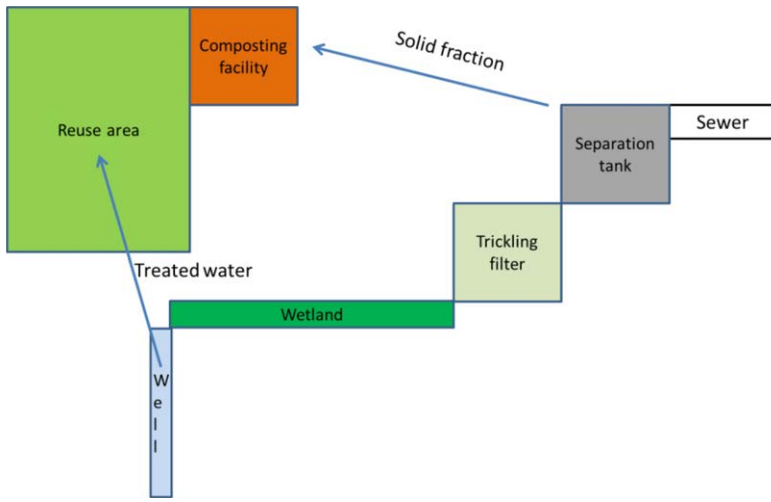 Composting
facility
Solid fraction
Reuse area
Sewer
Separation
tank
Trickling
filter
Treated water
Wetland
W
e
l
l